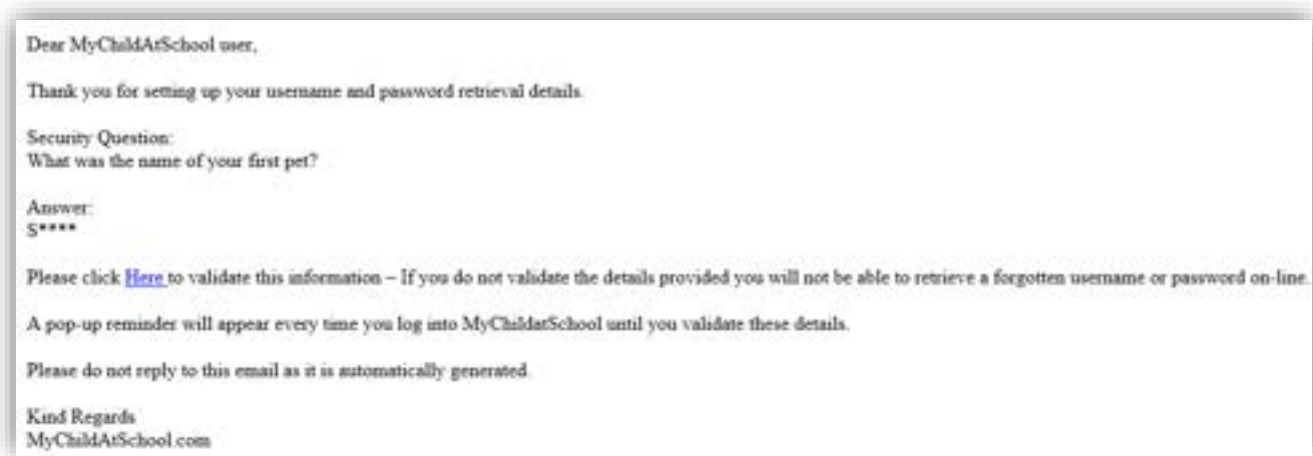 Dear MyChildAtSchool user,
Thank you for setting up your username and password retrieval details.
Security Question:
What was the name of your first pet?
Answer:
S****
Please click Here to validate this information – If you do not validate the details provided you will not be able to retrieve a forgotten username or password on-line.
A pop-up reminder will appear every time you log into MyChildatSchool until you validate these details.
Please do not reply to this email as it is automatically generated.
Kind Regards
MyChildAtSchool.com